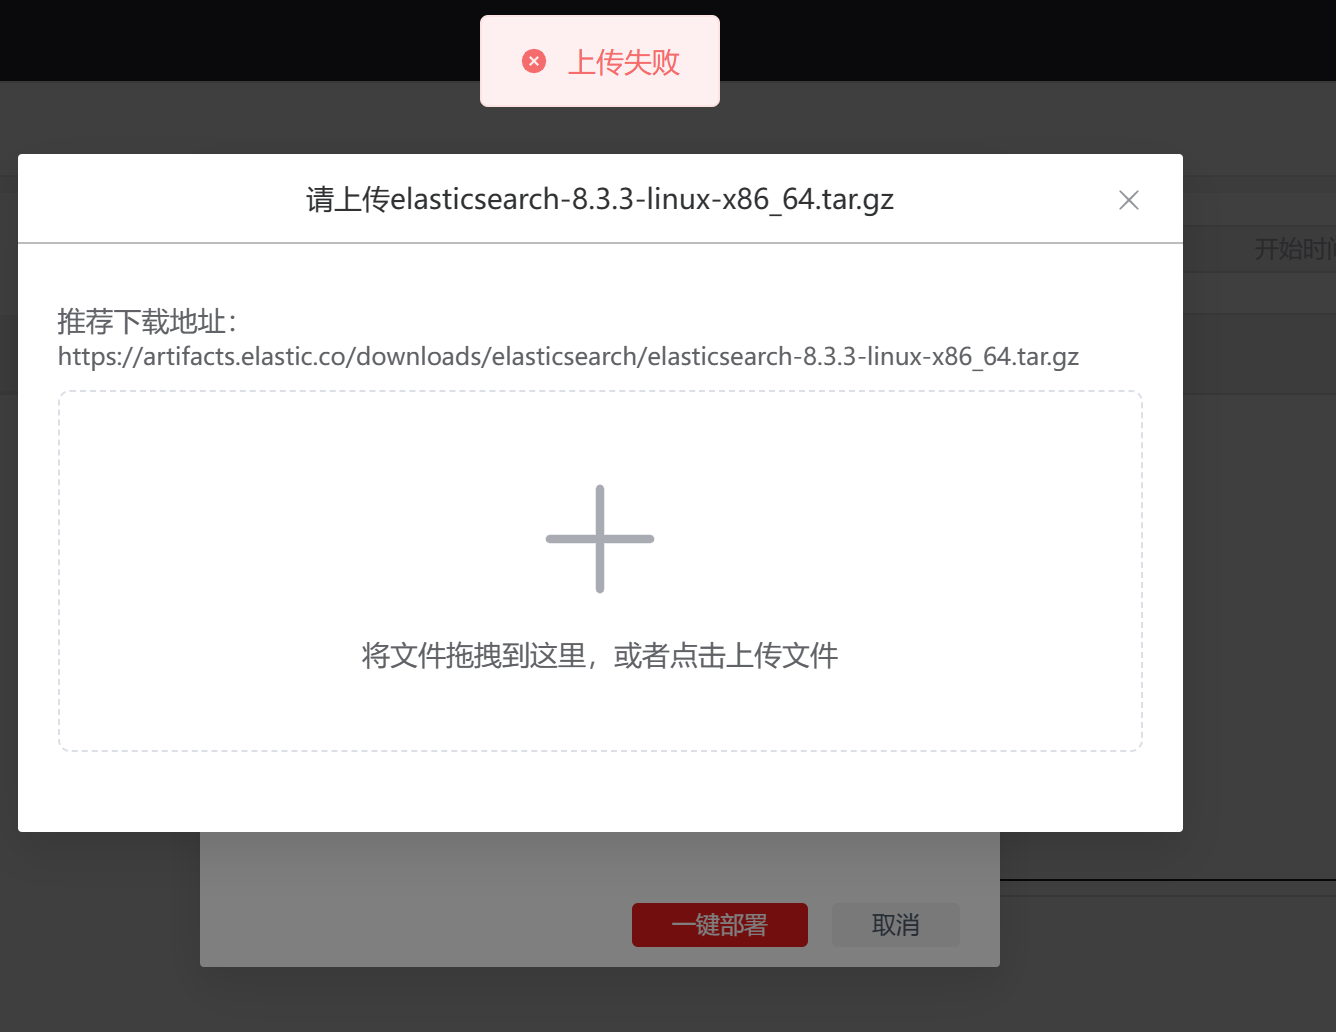 上传失败
请上传elasticsearch-8.3.3-linux-x86_64.tar.gz
开始时间
推荐下载地址：
https://artifacts.elastic.co/downloads/elasticsearch/elasticsearch-8.3.3-linux-x86_64.tar.gz
将文件拖拽到这里，或者点击上传文件
一键部署
取消